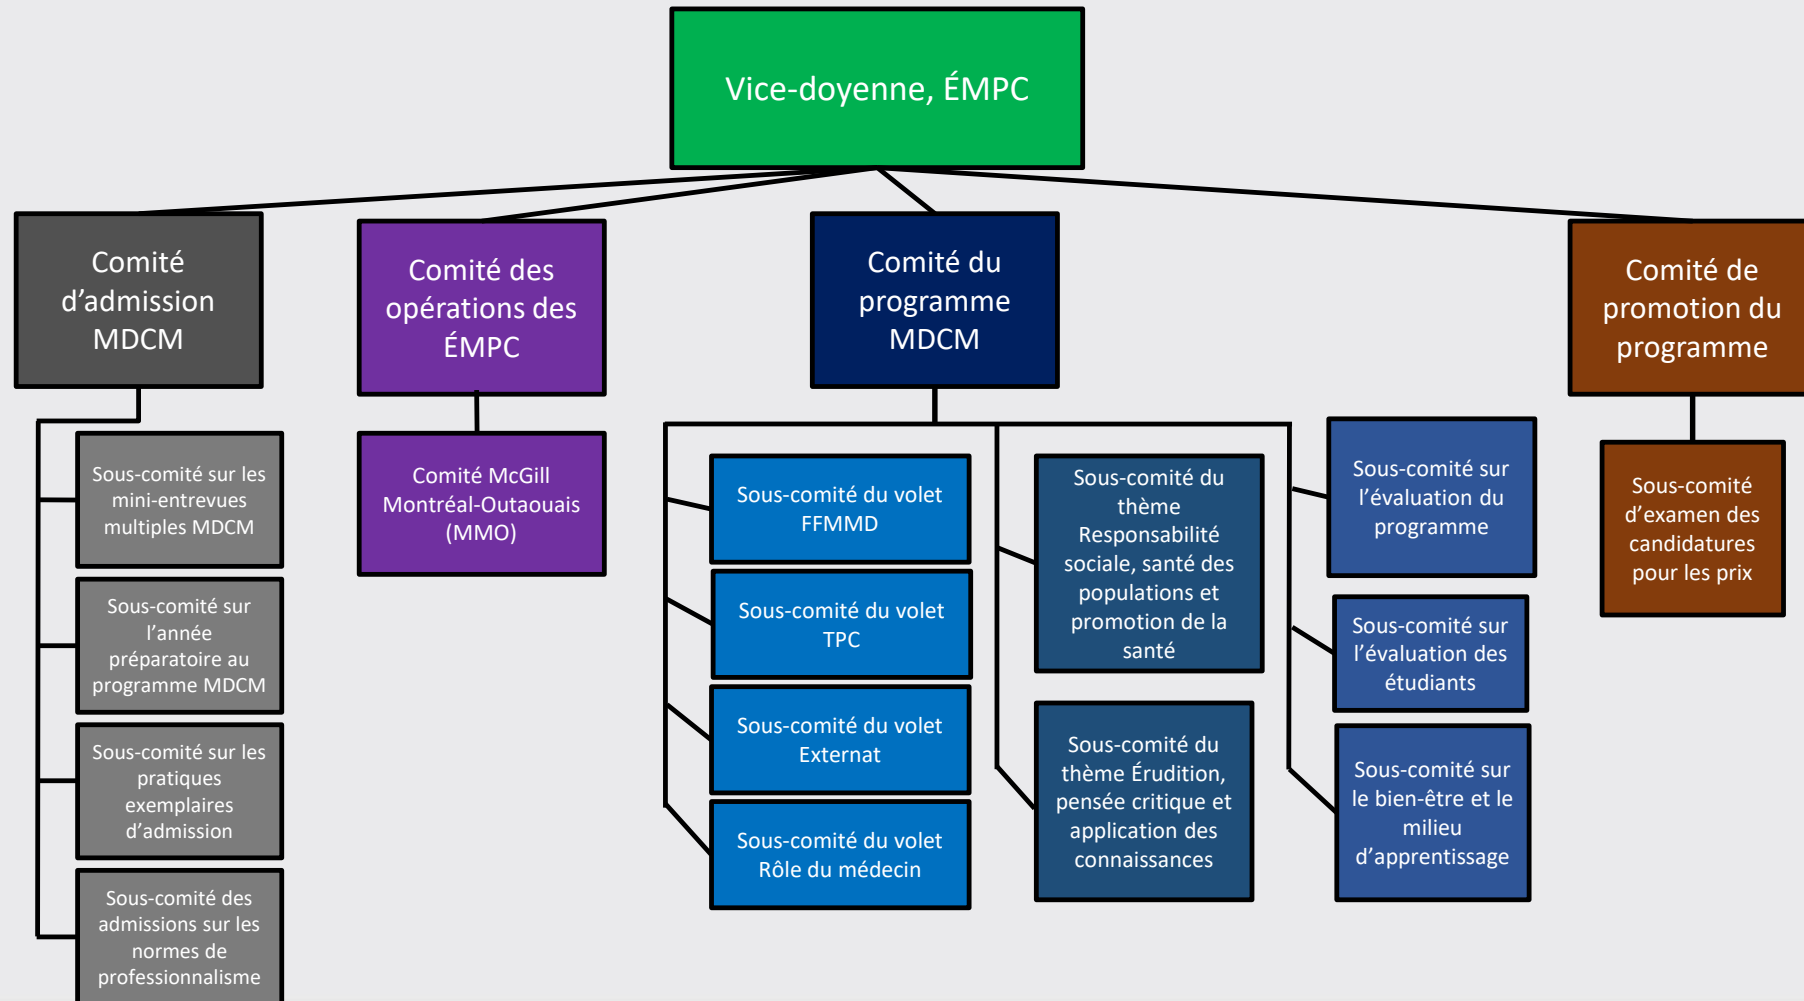 Vice-doyenne, ÉMPC
Comité
d’admission
MDCM
Comité des
opérations des
ÉMPC
Comité du
programme
MDCM
Comité de
promotion du
programme
Sous-comité sur les
mini-entrevues
multiples MDCM
Sous-comité sur
l’année
préparatoire au
programme MDCM
Sous-comité sur les
pratiques
exemplaires
d’admission
Sous-comité des
admissions sur les
normes de
professionnalisme
Comité McGill
Montréal-Outaouais
(MMO)
Sous-comité du volet
FFMMD
Sous-comité du volet
TPC
Sous-comité du volet
Externat
Sous-comité du volet
Rôle du médecin
Sous-comité du
thème
Responsabilité
sociale, santé des
populations et
promotion de la
santé
Sous-comité du
thème Érudition,
pensée critique et
application des
connaissances
Sous-comité sur
l’évaluation du
programme
Sous-comité sur
l’évaluation des
étudiants
Sous-comité sur
le bien-être et le
milieu
d’apprentissage
Sous-comité
d’examen des
candidatures
pour les prix